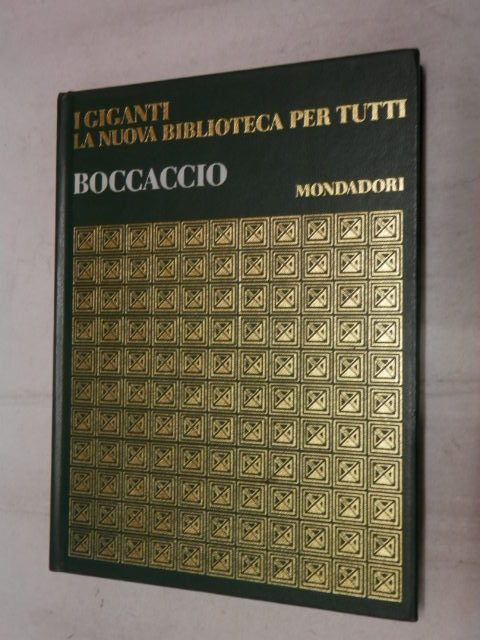 I GIGANTI
LA NUOVA BIBLIOTECA PER TUTTI
BOCCACCIO
MONDADORI